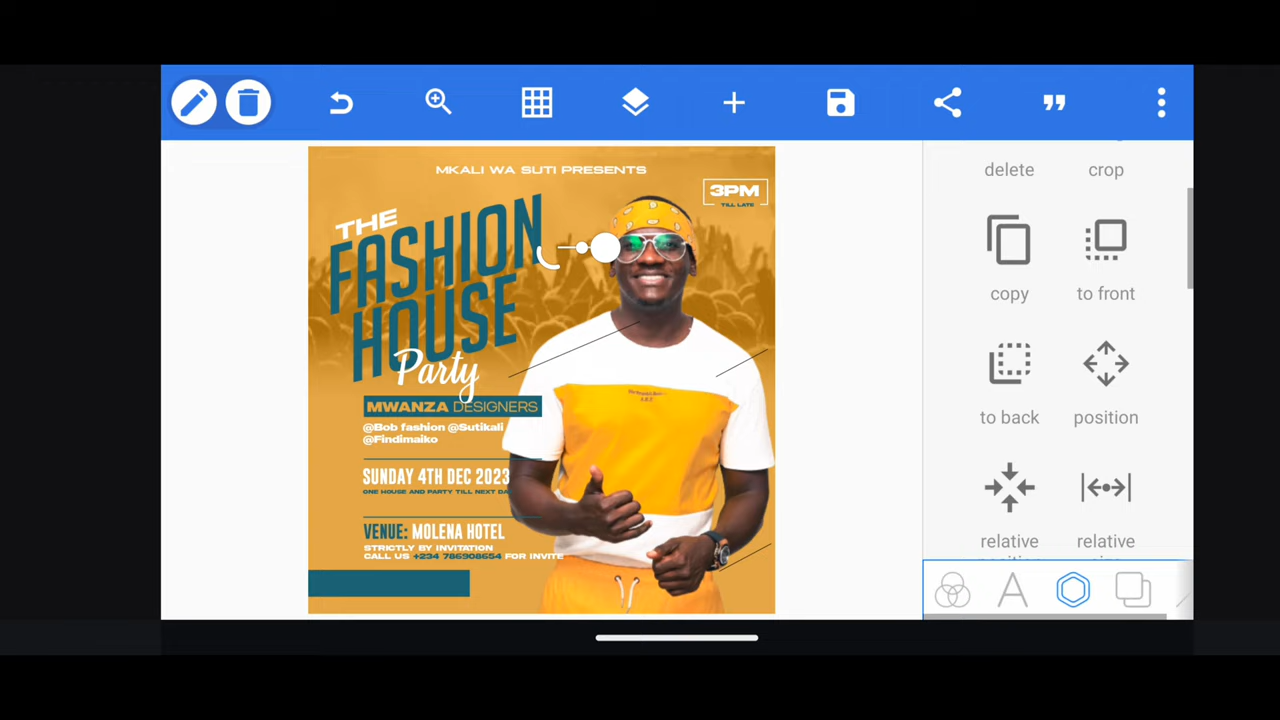 MKALI WA SUTI PRESENTS
3PM
TILL LATE
THE
FASHION
HOUSE
Party
MWANZA DESIGNERS
@Bob fashion @Sutikali
@Findimaiko
SUNDAY 4TH DEC 2023
ONE HOUSE AND PARTY TILL NEXT
VENUE: MOLENA HOTEL
STRICTLY BY INVITATION
CALL US +234 786908654 FOR INVITE
delete
crop
copy
to front
to back
position
relative
relative